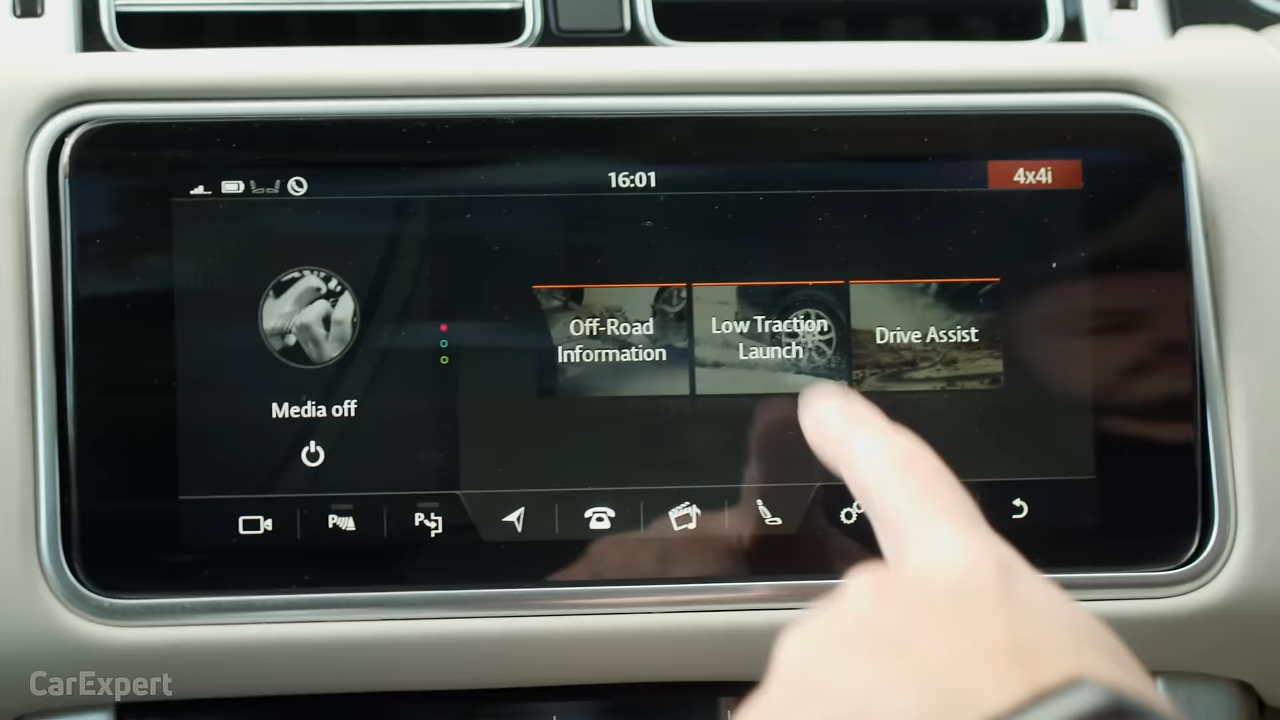 16:01
4x4i
Off-Road
Information
Low Traction
Launch
Drive Assist
Media off
CarExpert